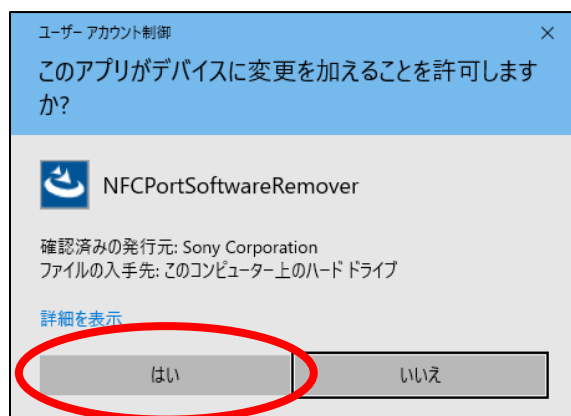 ユーザー アカウント制御
このアプリがデバイスに変更を加えることを許可します
か?
NFCPortSoftwareRemover
確認済みの発行元: Sony Corporation
ファイルの入手先: このコンピューター上のハード ドライブ
詳細を表示
はい
いいえ